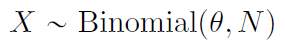 X ∼ Binomial(θ, N)